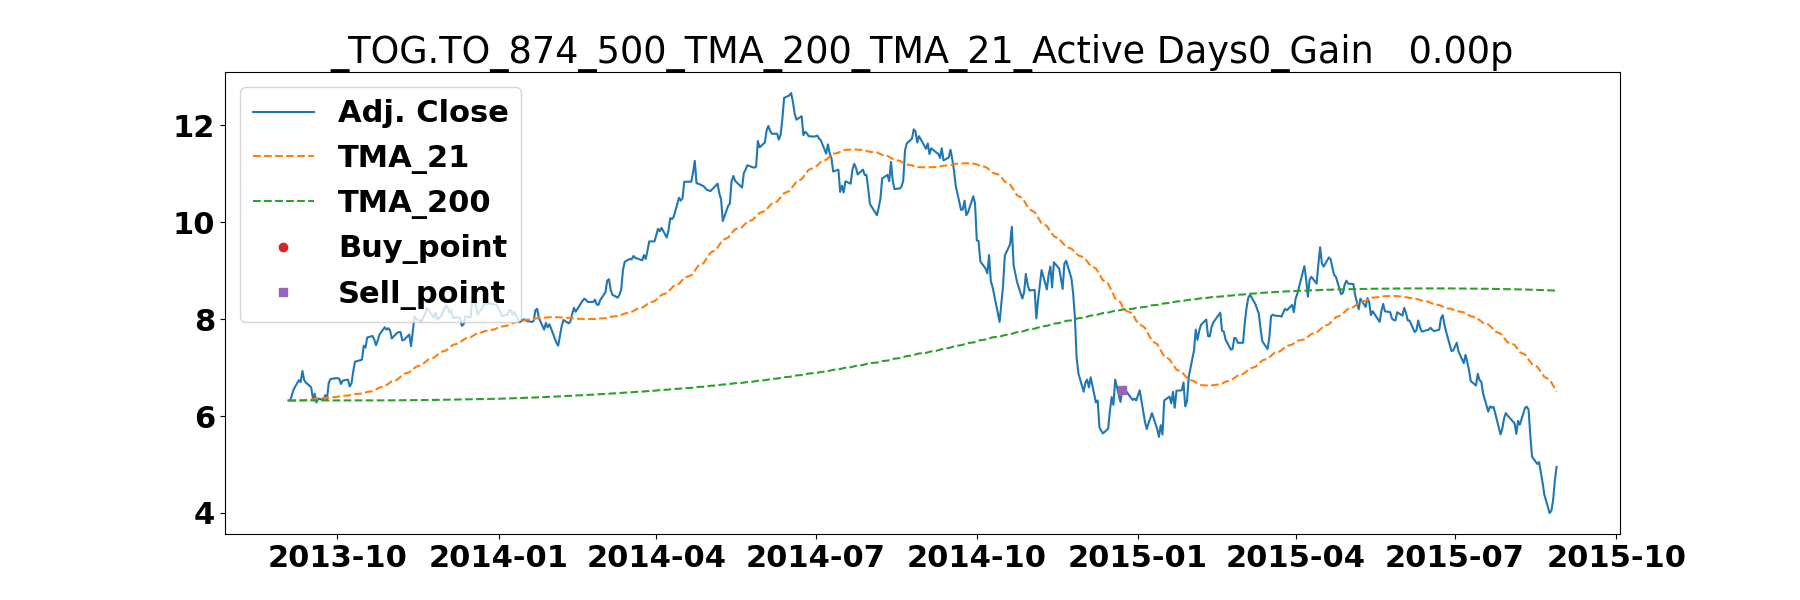 _TOG.TO_874_500_TMA_200_TMA_21_Active Days0_Gain   0.00p
Adj. Close
TMA_21
TMA_200
Buy_point
Sell_point
12
10
8
6
4
2013-10 2014-01 2014-04 2014-07 2014-10 2015-01 2015-04 2015-07 2015-10